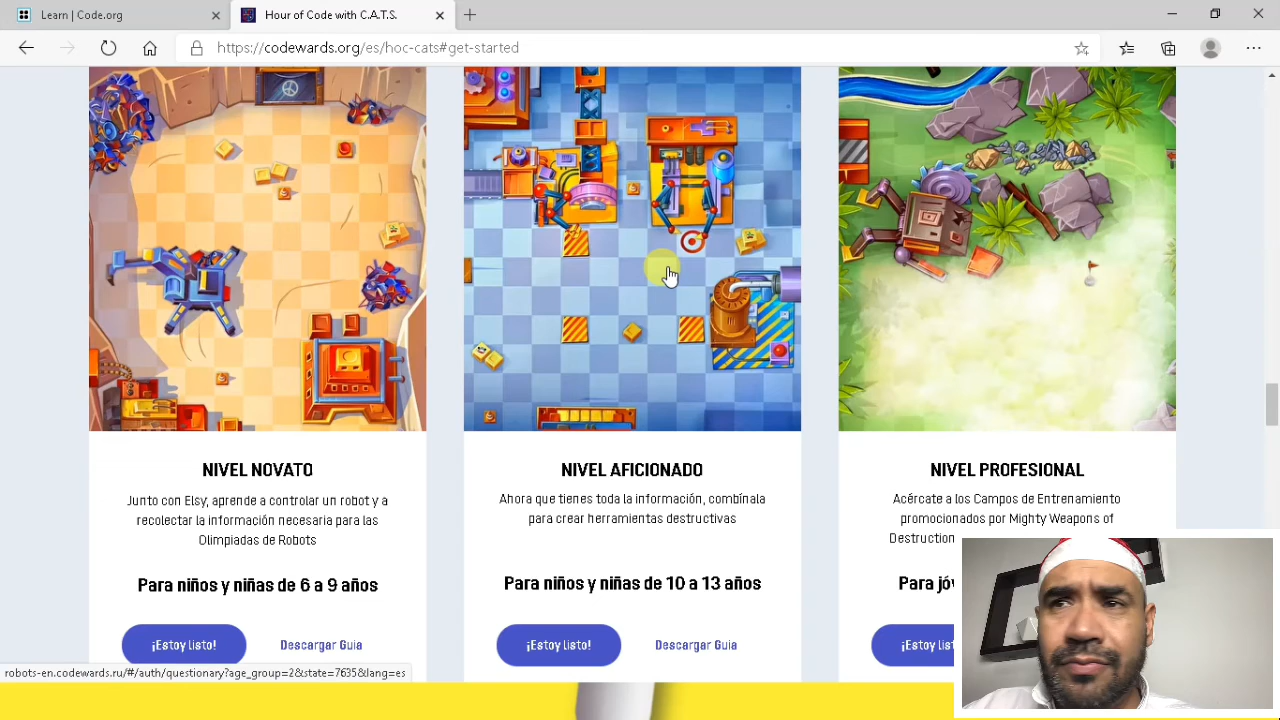 Learn | Code.org
Hour of Code with C.A.T.S.
https://codewards.org/es/hoc-cats#get-started
NIVEL NOVATO
Junto con Elsy, aprende a controlar un robot y a
recolectar la información necesaria para las
Olimpiadas de Robots
Para niños y niñas de 6 a 9 años
¡Estoy listo!
Descargar Guia
NIVEL AFICIONADO
Ahora que tienes toda la información, combínala
para crear herramientas destructivas
Para niños y niñas de 10 a 13 años
¡Estoy listo!
Descargar Guia
NIVEL PROFESIONAL
Acércate a los Campos de Entrenamiento
promocionados por Mighty Weapons of
Destruction
Para
¡Estoy
robots-en.codewards.ru/#/auth/questionary?age_group=2&state=7635&lang=es